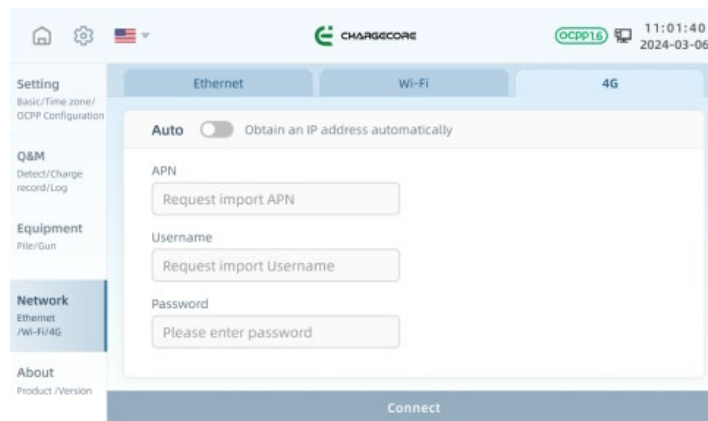 CHARGECORE
OCPP1.6
11:01:40
2024-03-06
Setting
Basic/Time zone/
OCPP Configuration
Q&M
Detect/Charge
record/Log
Equipment
Pile/Gun
Network
Ethernet
/Wi-Fi/4G
About
Product /Version
Ethernet
Wi-Fi
4G
Auto Obtain an IP address automatically
APN
Request import APN
Username
Request import Username
Password
Please enter password
Connect